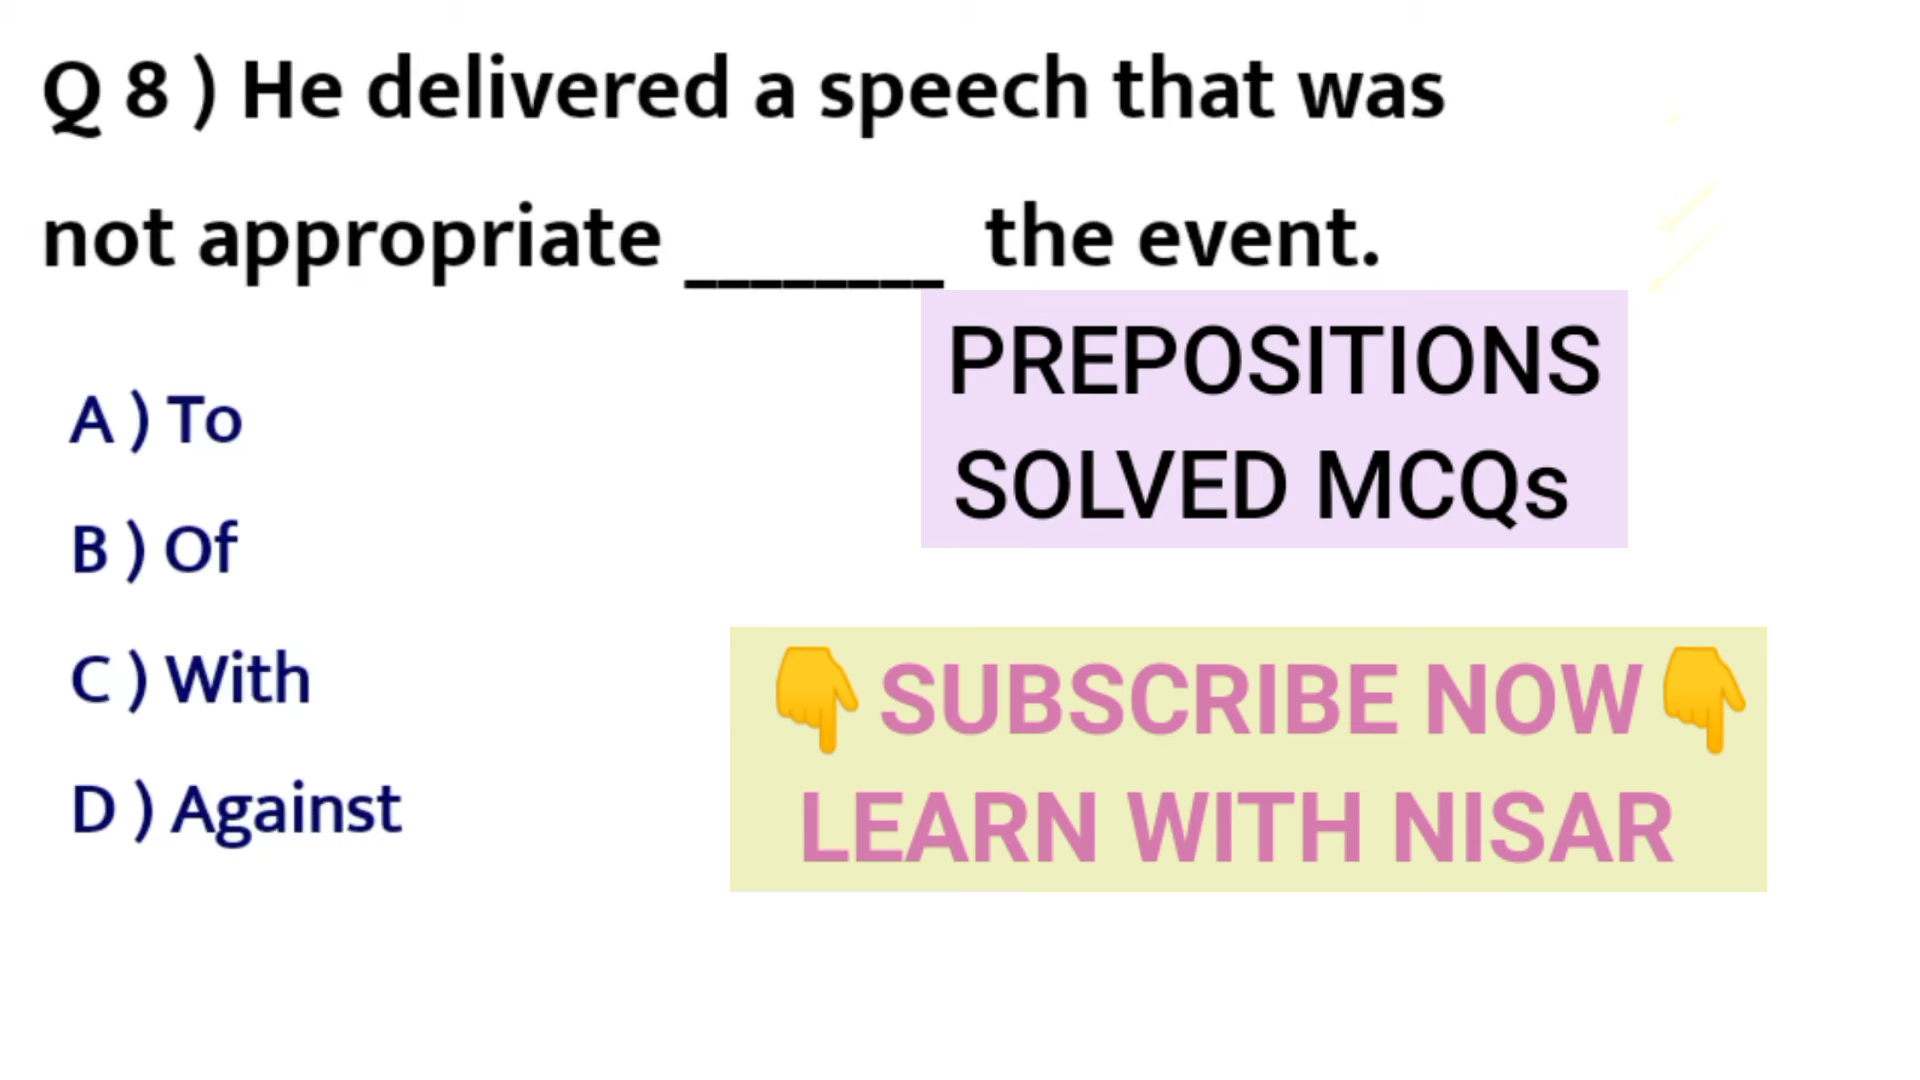 Q 8 ) He delivered a speech that was
not appropriate ________ the event.
PREPOSITIONS
SOLVED MCQs
A ) To
B ) Of
C ) With
D ) Against
👇SUBSCRIBE NOW👇
LEARN WITH NISAR